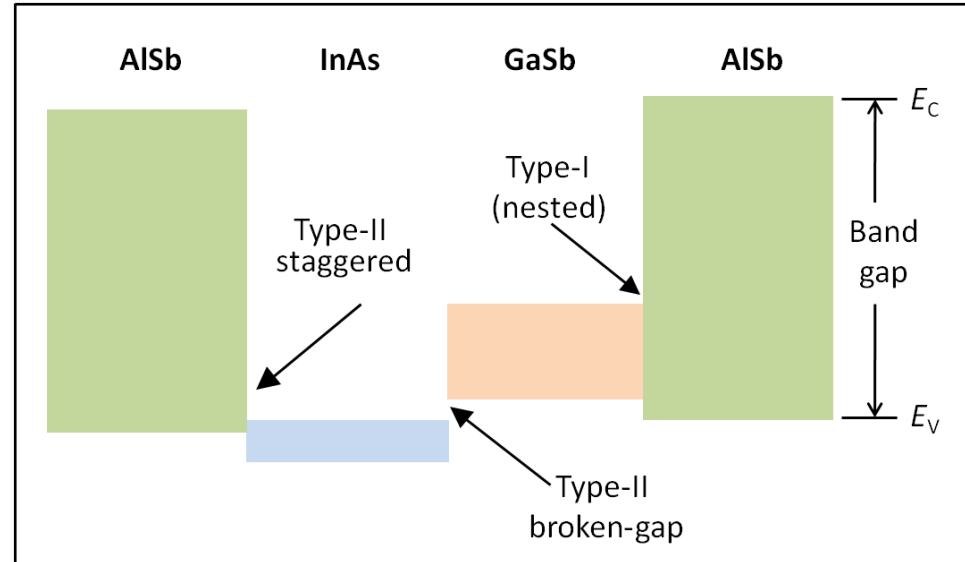 AlSb InAs GaSb AlSb
E_C
Type-I
(nested)
Type-II
staggered
Band
gap
E_V
Type-II
broken-gap